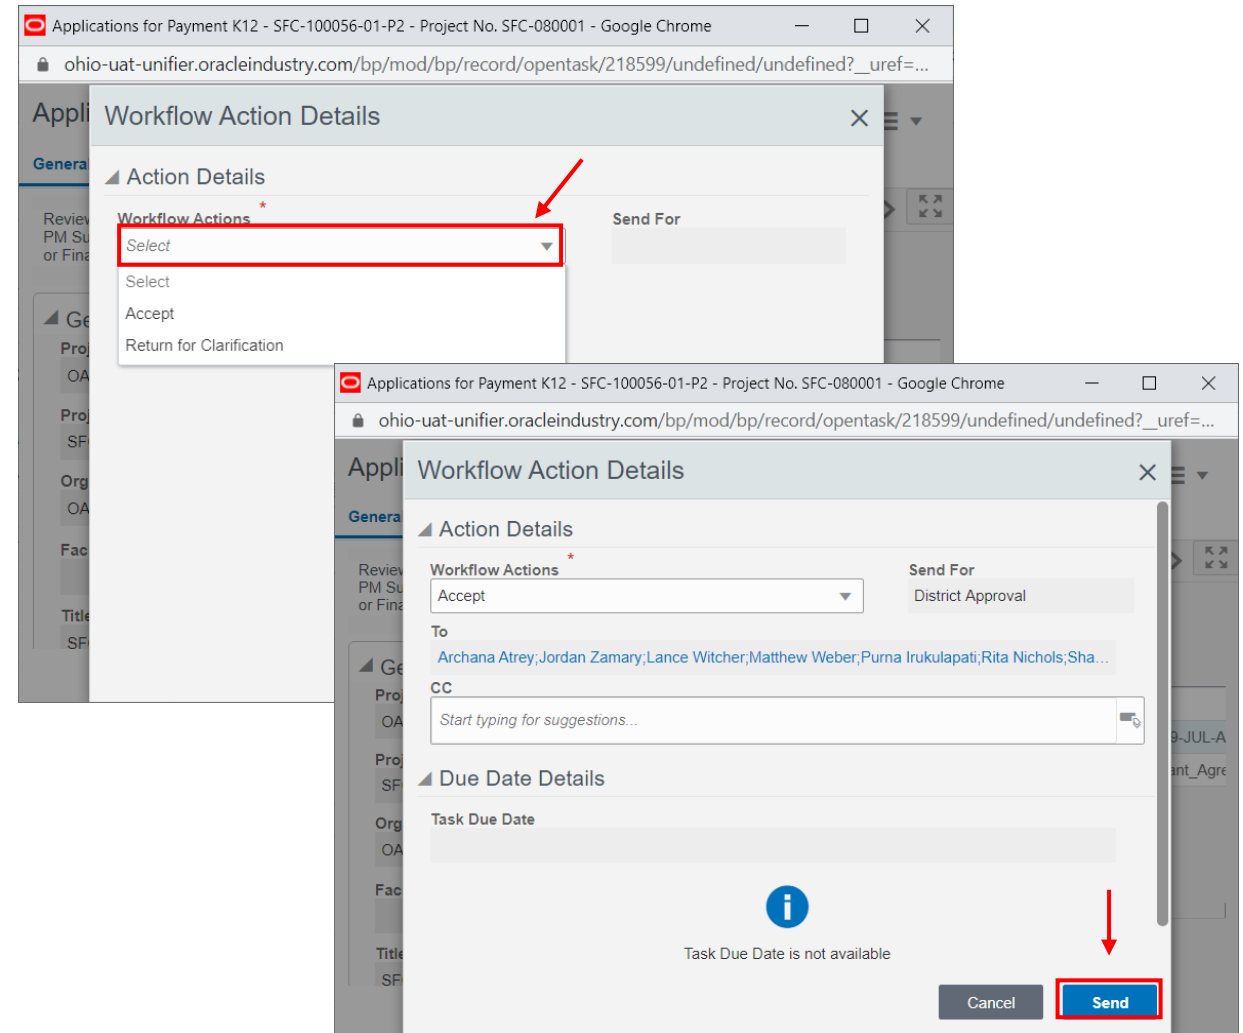 Applications for Payment K12 - SFC-100056-01-P2 - Project No. SFC-080001 - Google Chrome
ohio-uat-unifier.oracleindustry.com/bp/mod/bp/record/opentask/218599/undefined/undefined?__uref=...
Appli
Workflow Action Details
Genera
Action Details
Review
PM Su
or Fina
Workflow Actions *
Send For
Select
Select
Accept
Return for Clarification
Ge
Proj
OA
Proj
SF
Org
OA
Fac
Title
SF
Applications for Payment K12 - SFC-100056-01-P2 - Project No. SFC-080001 - Google Chrome
ohio-uat-unifier.oracleindustry.com/bp/mod/bp/record/opentask/218599/undefined/undefined?__uref=...
Appli
Workflow Action Details
Genera
Action Details
Review
PM Su
or Fina
Workflow Actions *
Send For
Accept
District Approval
To
Archana Atrey;Jordan Zamary;Lance Witcher;Matthew Weber;Purna Irukulapati;Rita Nichols;Sha...
CC
Start typing for suggestions...
Ge
Proj
OA
Proj
SF
Org
OA
Fac
Title
SF
9-JUL-A
ant_Agre
Due Date Details
Task Due Date
i
Task Due Date is not available
Cancel
Send